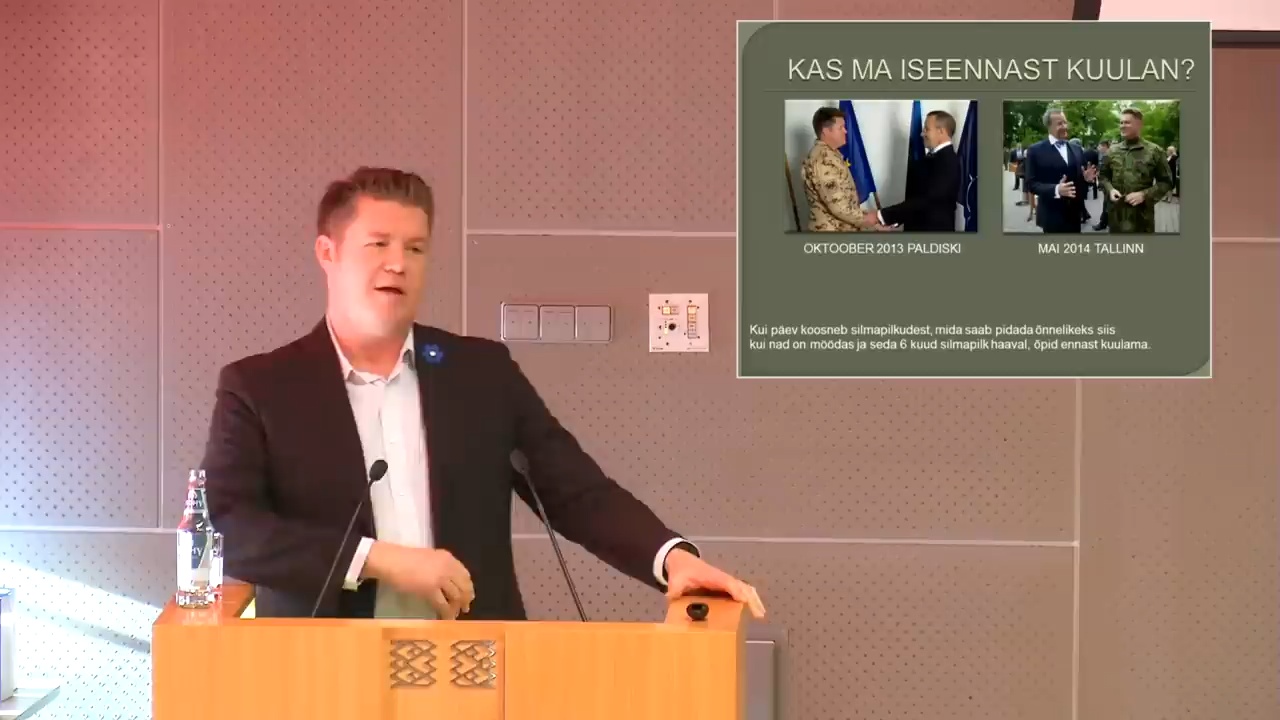 KAS MA ISEENNAST KUULAN?
OKTOOBER 2013 PALDISKI
MAI 2014 TALLINN
Kui päev koosneb silmapilkudest, mida saab pidada õnnelikeks siis
kui nad on möödas ja seda 6 kuud silmapilk haaval, õpid ennast kuulama.